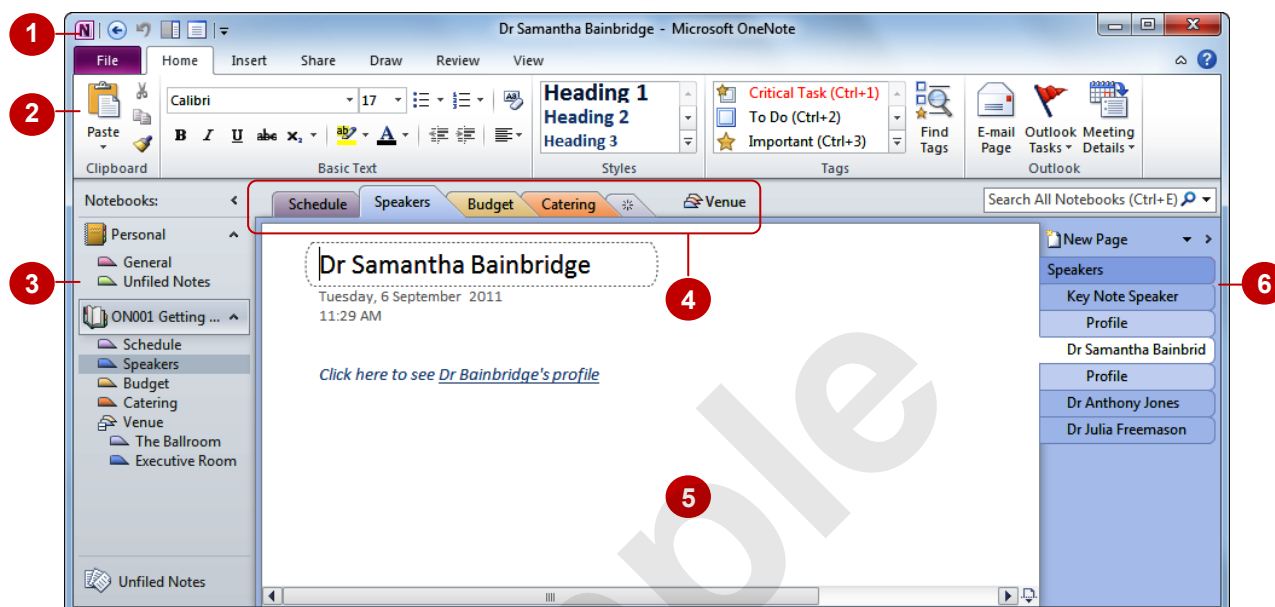 1
Dr Samantha Bainbridge - Microsoft OneNote
File Home Insert Share Draw Review View
2
Paste
Clipboard
Calibri 17
B I U abc x₂ ab A
Basic Text
Heading 1
Heading 2
Heading 3
Styles
Critical Task (Ctrl+1)
To Do (Ctrl+2)
Important (Ctrl+3)
Tags
Find
Tags
E-mail
Page
Outlook
Tasks
Meeting
Details
Outlook
Notebooks:
Schedule Speakers Budget Catering Venue
Search All Notebooks (Ctrl+E)
3
Personal
General
Unfiled Notes
ON001 Getting ...
Schedule
Speakers
Budget
Catering
Venue
The Ballroom
Executive Room
Unfiled Notes
Dr Samantha Bainbridge
Tuesday, 6 September 2011
11:29 AM
Click here to see Dr Bainbridge's profile
4
5
ple
New Page
Speakers
Key Note Speaker
Profile
Dr Samantha Bainbrid
Profile
Dr Anthony Jones
Dr Julia Freemason
6